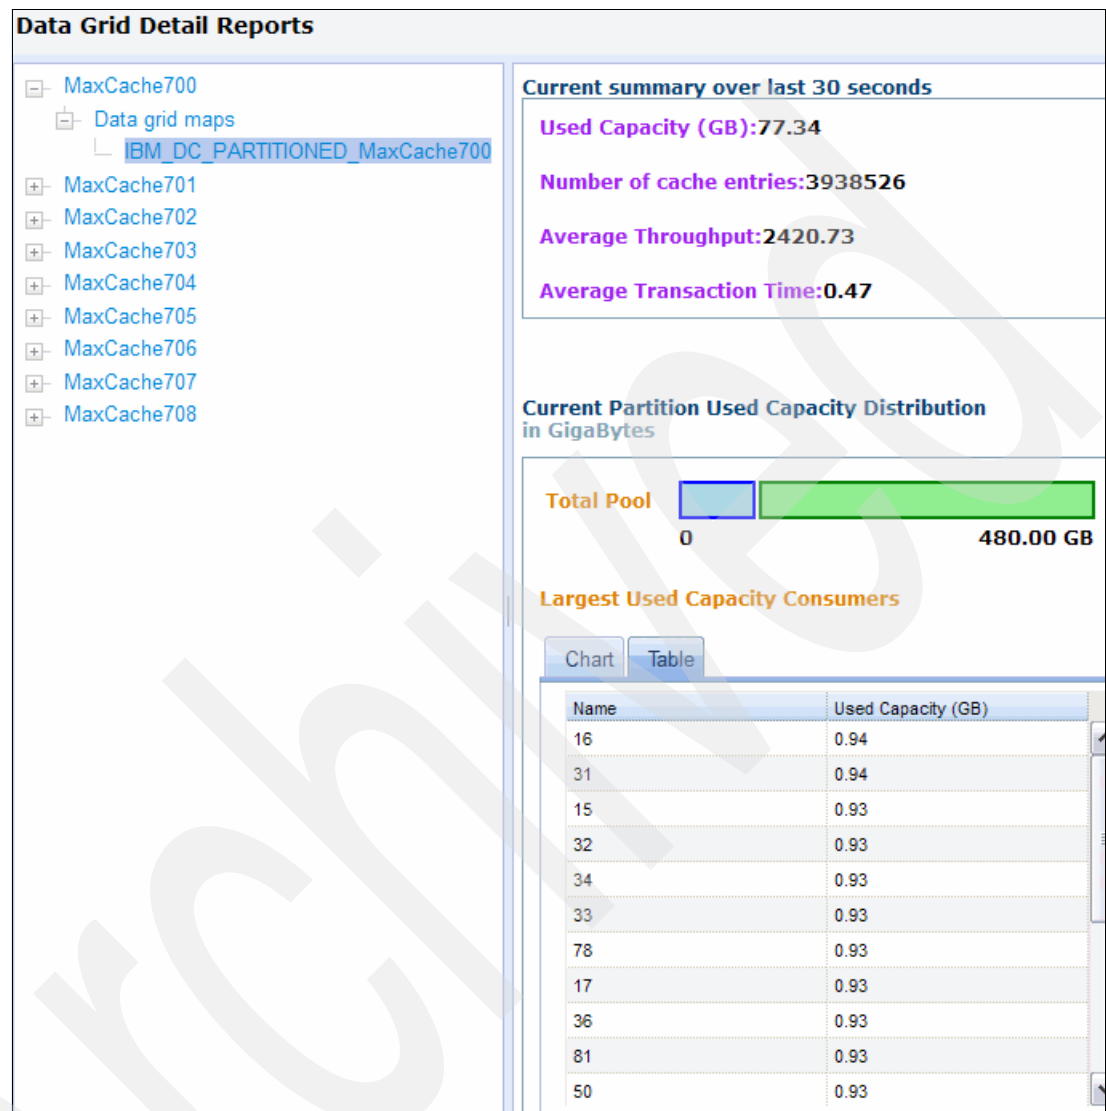 Data Grid Detail Reports
MaxCache700
Data grid maps
IBM_DC_PARTITIONED_MaxCache700
MaxCache701
MaxCache702
MaxCache703
MaxCache704
MaxCache705
MaxCache706
MaxCache707
MaxCache708
Current summary over last 30 seconds
Used Capacity (GB):77.34
Number of cache entries:3938526
Average Throughput:2420.73
Average Transaction Time:0.47
Current Partition Used Capacity Distribution
in GigaBytes
Total Pool
0 480.00 GB
Largest Used Capacity Consumers
Chart Table
Name Used Capacity (GB)
16 0.94
31 0.94
15 0.93
32 0.93
34 0.93
33 0.93
78 0.93
17 0.93
36 0.93
81 0.93
50 0.93
rchived